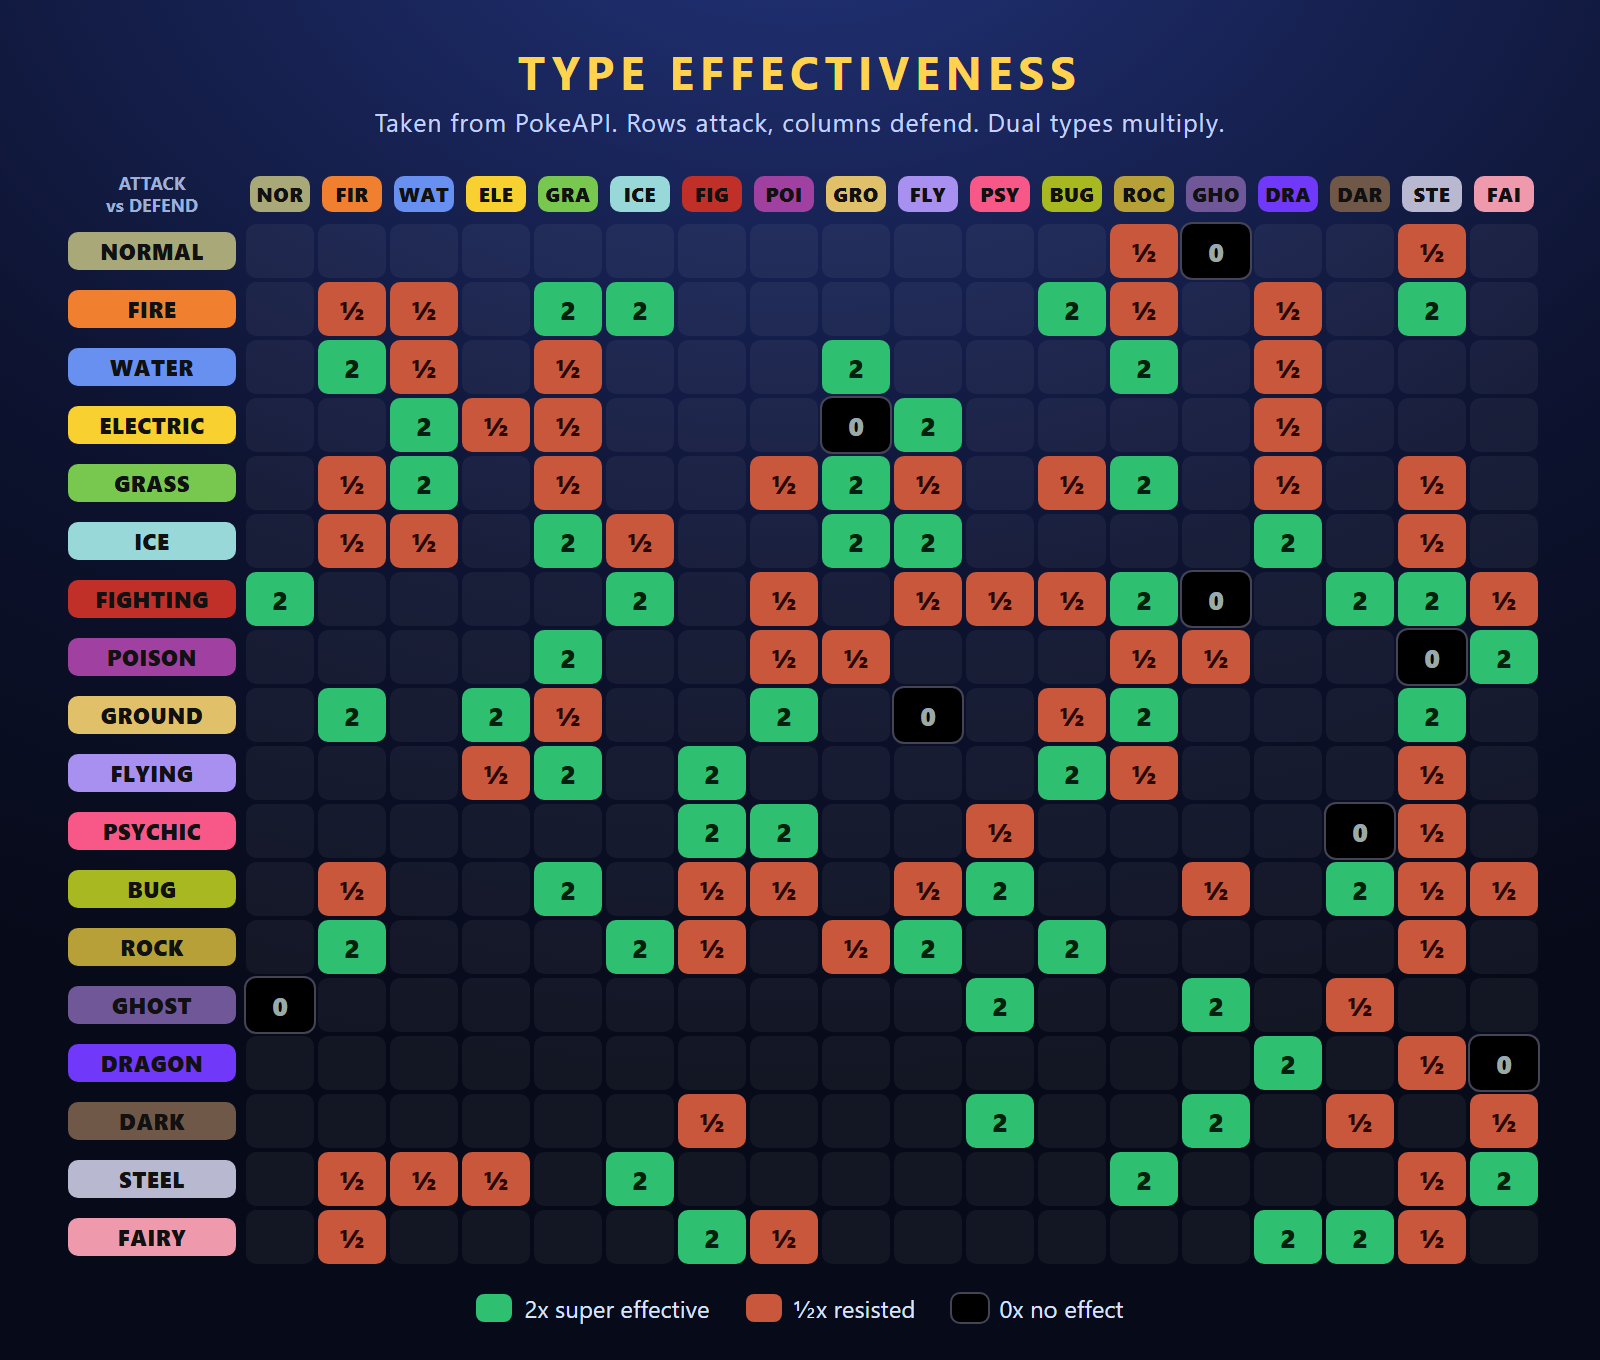 TYPE EFFECTIVENESS
Taken from PokeAPI. Rows attack, columns defend. Dual types multiply.
ATTACK
vs DEFEND
NOR FIR WAT ELE GRA ICE FIG POI GRO FLY PSY BUG ROC GHO DRA DAR STE FAI
NORMAL ½ 0 ½
FIRE ½ ½ 2 2 2 ½ ½ 2
WATER 2 ½ ½ 2 2 ½
ELECTRIC 2 ½ ½ 0 2 ½
GRASS ½ 2 ½ ½ 2 ½ ½ 2 ½ ½
ICE ½ ½ 2 ½ 2 2 2 ½
FIGHTING 2 2 ½ ½ ½ ½ 2 0 2 2 ½
POISON 2 ½ ½ ½ ½ 0 2
GROUND 2 2 ½ 2 0 ½ 2 2
FLYING ½ 2 2 2 ½ ½
PSYCHIC 2 2 ½ 0 ½
BUG ½ 2 ½ ½ ½ 2 ½ 2 ½ ½
ROCK 2 2 ½ ½ 2 2 ½
GHOST 0 2 2 ½
DRAGON 2 ½ 0
DARK ½ 2 2 ½ ½
STEEL ½ ½ ½ 2 2 ½ 2
FAIRY ½ 2 ½ 2 2 ½
2x super effective ½x resisted 0x no effect